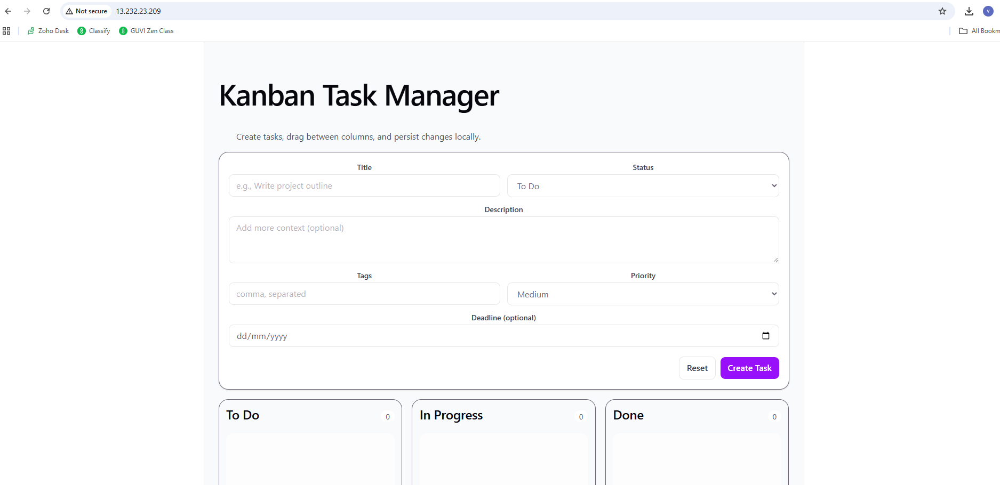 Not secure 13.232.23.209 V
Zoho Desk Classify GUVI Zen Class All Bookm
Kanban Task Manager
Create tasks, drag between columns, and persist changes locally.
Title Status
e.g., Write project outline To Do
Description
Add more context (optional)
Tags Priority
comma, separated Medium
Deadline (optional)
dd/mm/yyyy
Reset Create Task
To Do 0 In Progress 0 Done 0